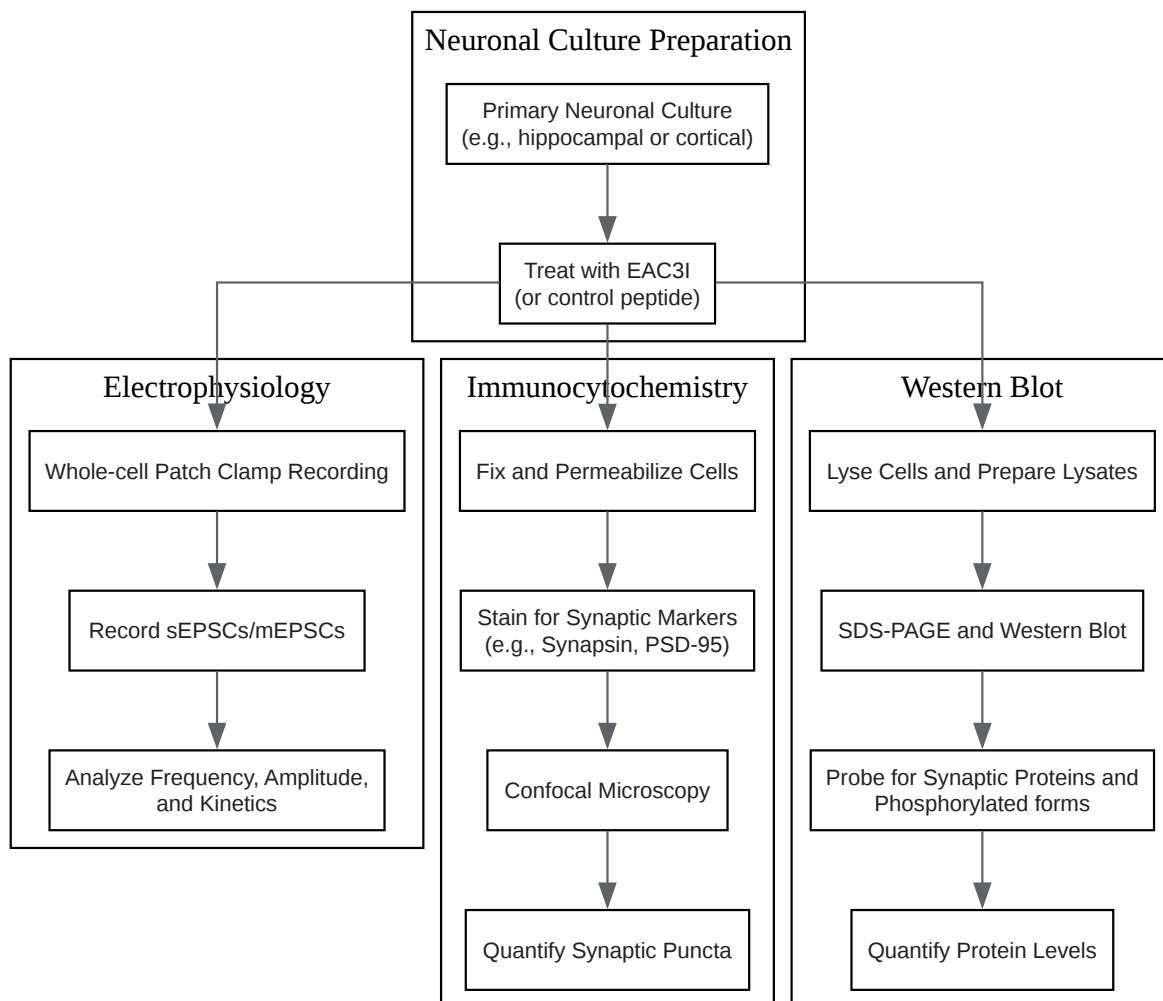 Neuronal Culture Preparation
Primary Neuronal Culture
(e.g., hippocampal or cortical)
Treat with EAC3I
(or control peptide)
Electrophysiology
Whole-cell Patch Clamp Recording
Record sEPSCs/mEPSCs
Analyze Frequency, Amplitude,
and Kinetics
Immunocytochemistry
Fix and Permeabilize Cells
Stain for Synaptic Markers
(e.g., Synapsin, PSD-95)
Confocal Microscopy
Quantify Synaptic Puncta
Western Blot
Lyse Cells and Prepare Lysates
SDS-PAGE and Western Blot
Probe for Synaptic Proteins and
Phosphorylated forms
Quantify Protein Levels